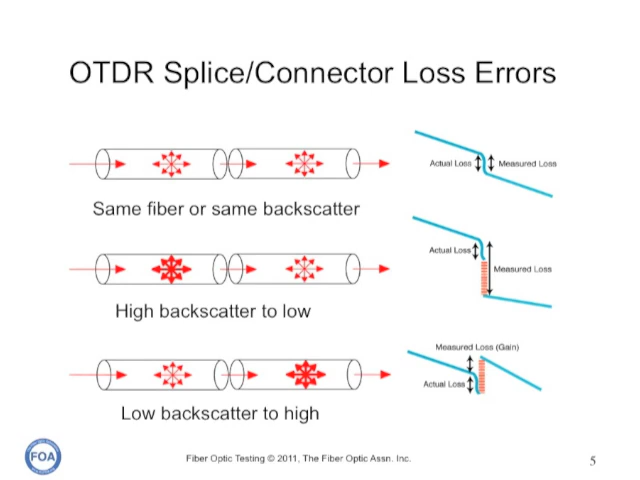 OTDR Splice/Connector Loss Errors
Actual Loss Measured Loss
Same fiber or same backscatter
Actual Loss
Measured Loss
High backscatter to low
Measured Loss (Gain)
Actual Loss
Low backscatter to high
FOA
Fiber Optic Testing © 2011, The Fiber Optic Assn. Inc.
5